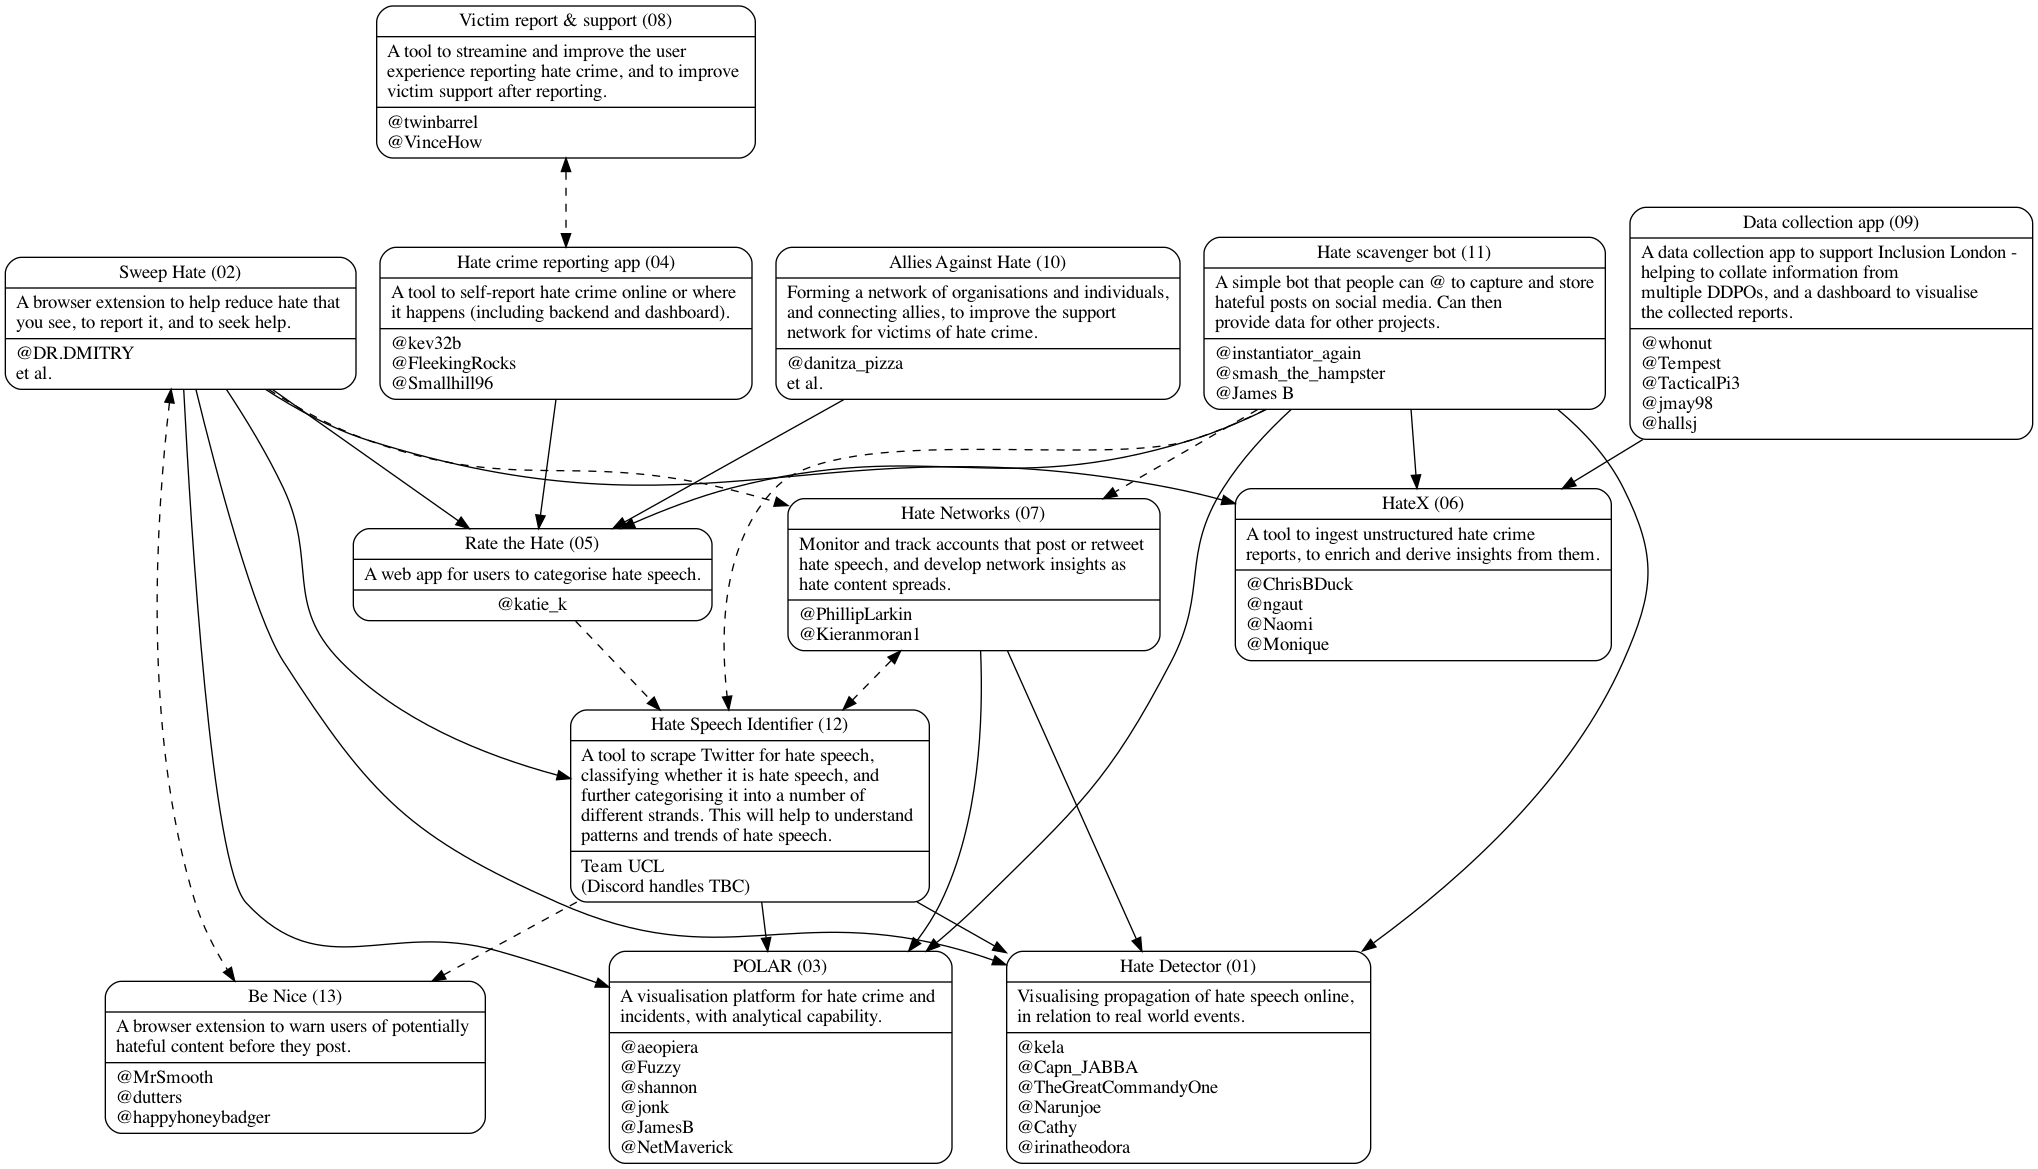 Victim report & support (08)
A tool to streamine and improve the user
experience reporting hate crime, and to improve
victim support after reporting.
@twinbarrel
@VinceHow
Sweep Hate (02)
A browser extension to help reduce hate that
you see, to report it, and to seek help.
@DR.DMITRY
et al.
Hate crime reporting app (04)
A tool to self-report hate crime online or where
it happens (including backend and dashboard).
@kev32b
@FleekingRocks
@Smallhill96
Allies Against Hate (10)
Forming a network of organisations and individuals,
and connecting allies, to improve the support
network for victims of hate crime.
@danitza_pizza
et al.
Hate scavenger bot (11)
A simple bot that people can @ to capture and store
hateful posts on social media. Can then
provide data for other projects.
@instantiator_again
@smash_the_hampster
@James B
Data collection app (09)
A data collection app to support Inclusion London -
helping to collate information from
multiple DDPOs, and a dashboard to visualise
the collected reports.
@whonut
@Tempest
@TacticalPi3
@jmay98
@hallsj
Rate the Hate (05)
A web app for users to categorise hate speech.
@katie_k
Hate Networks (07)
Monitor and track accounts that post or retweet
hate speech, and develop network insights as
hate content spreads.
@PhillipLarkin
@Kieranmoran1
HateX (06)
A tool to ingest unstructured hate crime
reports, to enrich and derive insights from them.
@ChrisBDuck
@ngaut
@Naomi
@Monique
Hate Speech Identifier (12)
A tool to scrape Twitter for hate speech,
classifying whether it is hate speech, and
further categorising it into a number of
different strands. This will help to understand
patterns and trends of hate speech.
Team UCL
(Discord handles TBC)
Be Nice (13)
A browser extension to warn users of potentially
hateful content before they post.
@MrSmooth
@dutters
@happyhoneybadger
POLAR (03)
A visualisation platform for hate crime and
incidents, with analytical capability.
@aeopiera
@Fuzzy
@shannon
@jonk
@JamesB
@NetMaverick
Hate Detector (01)
Visualising propagation of hate speech online,
in relation to real world events.
@kela
@Capn_JABBA
@TheGreatCommandyOne
@Narunjoe
@Cathy
@irinatheodora